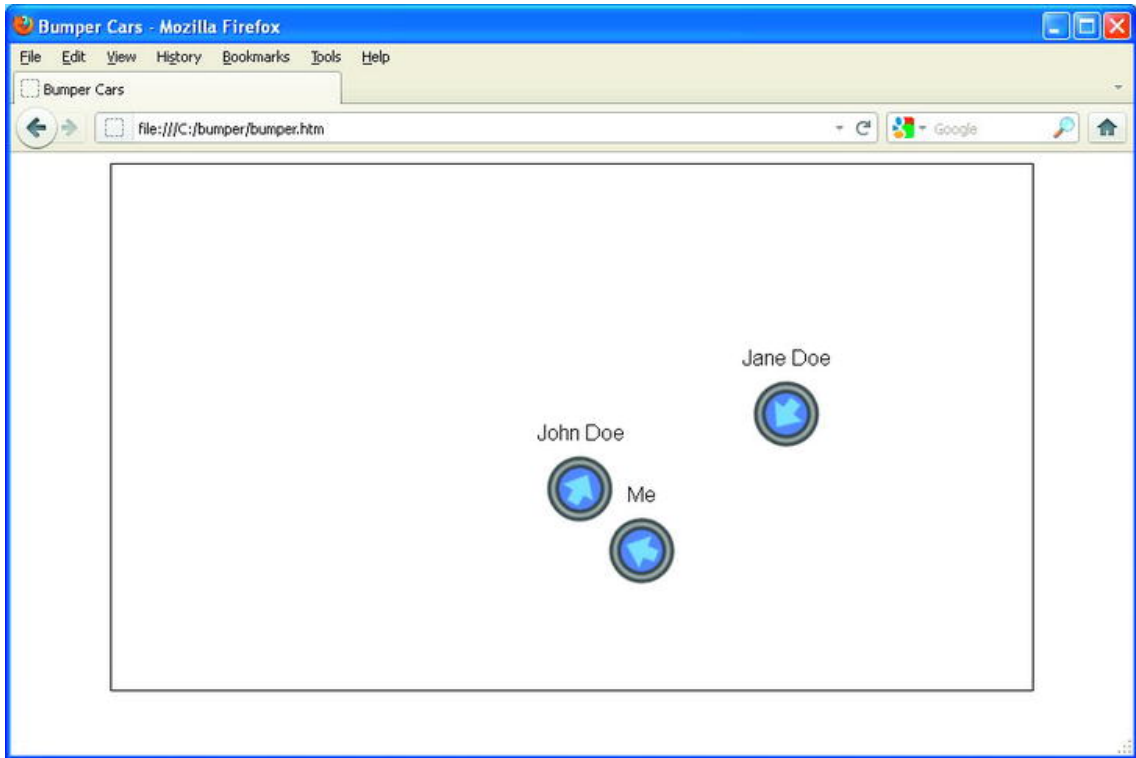 Bumper Cars - Mozilla Firefox
File Edit View History Bookmarks Tools Help
Bumper Cars
file:///C:/bumper/bumper.htm Google
Jane Doe
John Doe
Me